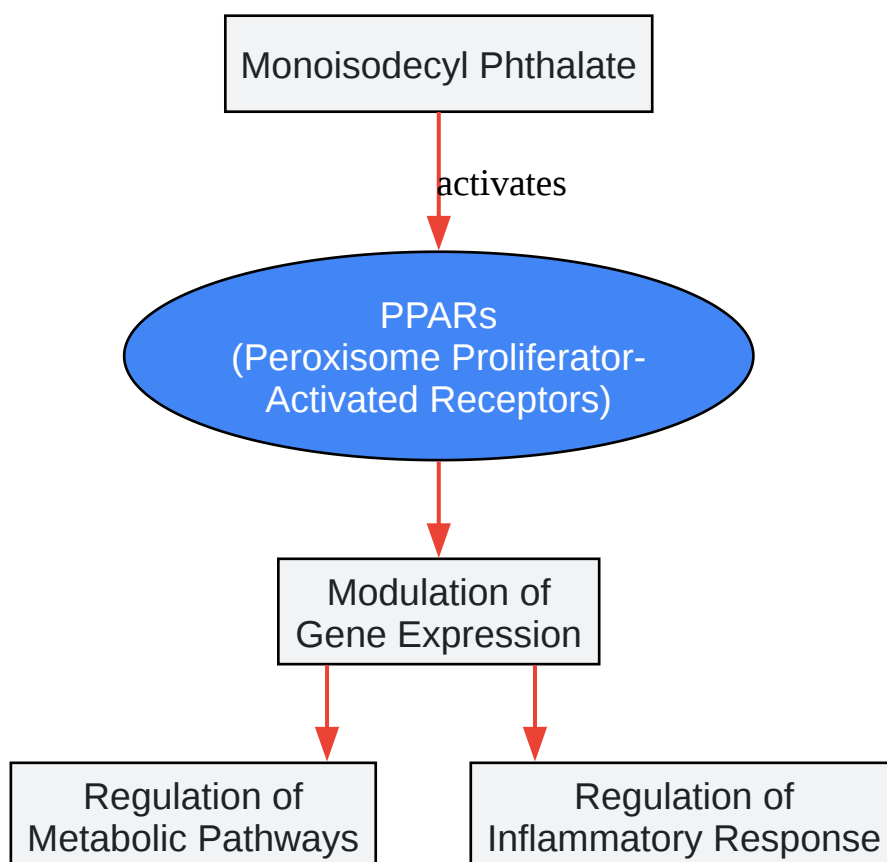 Monoisodecyl Phthalate
activates
PPARs
(Peroxisome Proliferator-
Activated Receptors)
Modulation of
Gene Expression
Regulation of
Metabolic Pathways
Regulation of
Inflammatory Response